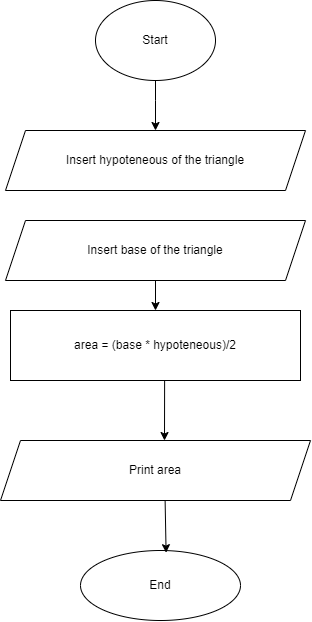 Start
Insert hypoteneous of the triangle
Insert base of the triangle
area = (base * hypoteneous)/2
Print area
End